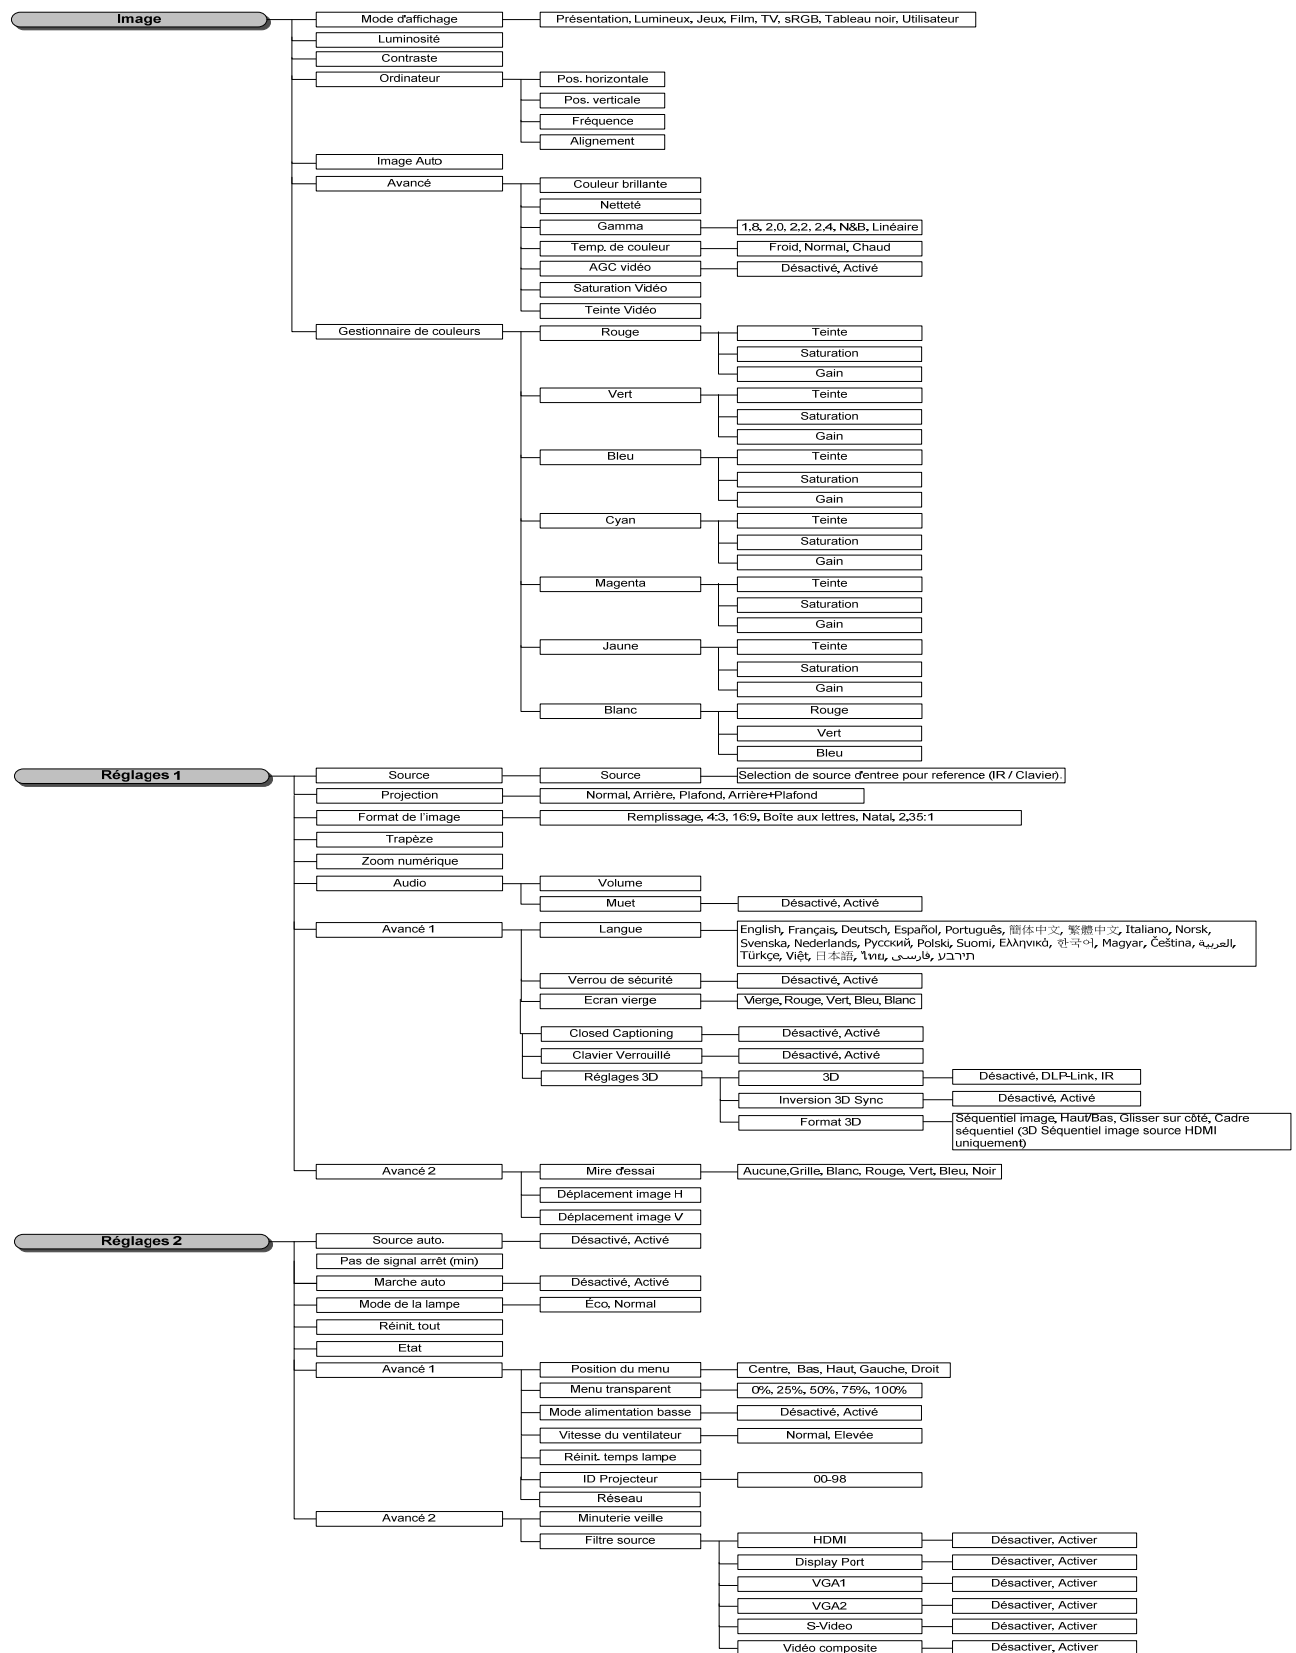 Image
Mode d'affichage
Présentation, Lumineux, Jeux, Film, TV, sRGB, Tableau noir, Utilisateur
Luminosité
Contraste
Ordinateur
Pos. horizontale
Pos. verticale
Fréquence
Alignement
Image Auto
Avancé
Couleur brillante
Netteté
Gamma
1,8, 2,0, 2,2, 2,4, N&B, Linéaire
Temp. de couleur
Froid, Normal, Chaud
AGC vidéo
Désactivé, Activé
Saturation Vidéo
Teinte Vidéo
Gestionnaire de couleurs
Rouge
Teinte
Saturation
Gain
Vert
Teinte
Saturation
Gain
Bleu
Teinte
Saturation
Gain
Cyan
Teinte
Saturation
Gain
Magenta
Teinte
Saturation
Gain
Jaune
Teinte
Saturation
Gain
Blanc
Rouge
Vert
Bleu
Réglages 1
Source
Source
Selection de source d'entree pour reference (IR / Clavier).
Projection
Normal, Arrière, Plafond, Arrière+Plafond
Format de l'image
Remplissage, 4:3, 16:9, Boîte aux lettres, Natal, 2,35:1
Trapèze
Zoom numérique
Audio
Volume
Muet
Désactivé, Activé
Avancé 1
Langue
English, Français, Deutsch, Español, Português, 簡体中文, 繁體中文, Italiano, Norsk,
Svenska, Nederlands, Русский, Polski, Suomi, Ελληνικά, 한국어, Magyar, Čeština, العربية,
Türkçe, Việt, 日本語, ไทย, فارسی, תירבע
Verrou de sécurité
Désactivé, Activé
Ecran vierge
Vierge, Rouge, Vert, Bleu, Blanc
Closed Captioning
Désactivé, Activé
Clavier Verrouillé
Désactivé, Activé
Réglages 3D
3D
Désactivé, DLP-Link, IR
Inversion 3D Sync
Désactivé, Activé
Format 3D
Séquentiel image, Haut/Bas, Glisser sur côté, Cadre
séquentiel (3D Séquentiel image source HDMI
uniquement)
Avancé 2
Mire d'essai
Aucune,Grille, Blanc, Rouge, Vert, Bleu, Noir
Déplacement image H
Déplacement image V
Réglages 2
Source auto.
Désactivé, Activé
Pas de signal arrêt (min)
Marche auto
Désactivé, Activé
Mode de la lampe
Éco, Normal
Réinit. tout
Etat
Avancé 1
Position du menu
Centre, Bas, Haut, Gauche, Droit
Menu transparent
0%, 25%, 50%, 75%, 100%
Mode alimentation basse
Désactivé, Activé
Vitesse du ventilateur
Normal, Elevée
Réinit. temps lampe
ID Projecteur
00-98
Réseau
Avancé 2
Minuterie veille
Filtre source
HDMI
Désactiver, Activer
Display Port
Désactiver, Activer
VGA1
Désactiver, Activer
VGA2
Désactiver, Activer
S-Video
Désactiver, Activer
Vidéo composite
Désactiver, Activer